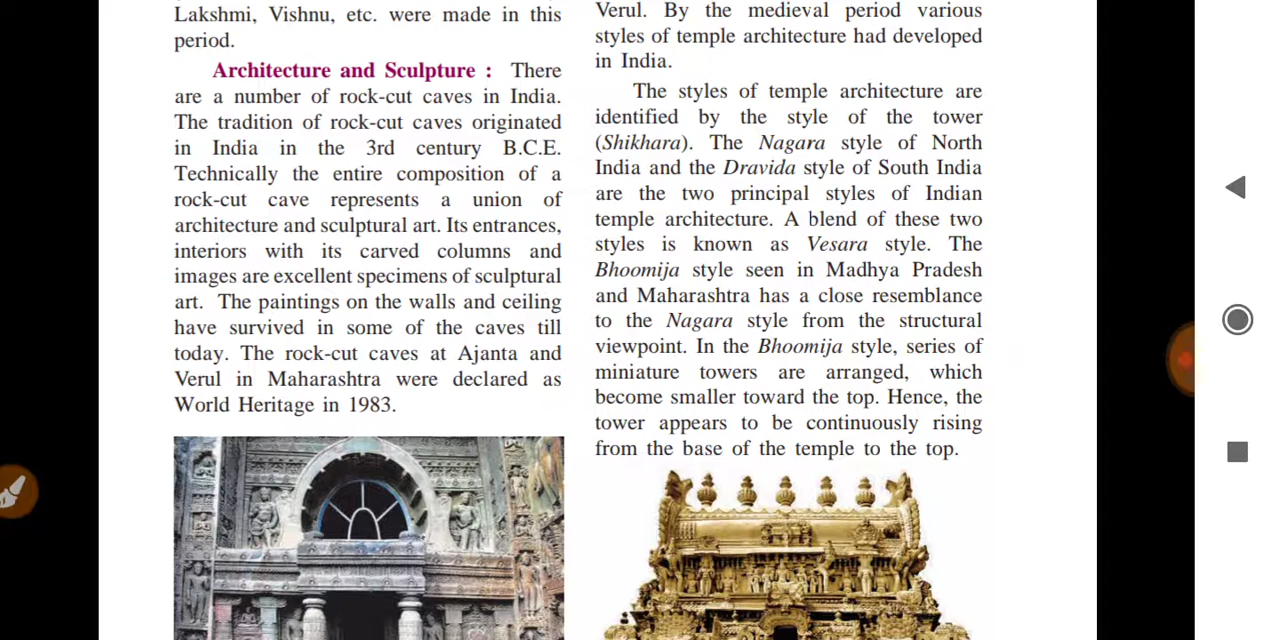 Lakshmi, Vishnu, etc. were made in this
period.
Architecture and Sculpture : There
are a number of rock-cut caves in India.
The tradition of rock-cut caves originated
in India in the 3rd century B.C.E.
Technically the entire composition of a
rock-cut cave represents a union of
architecture and sculptural art. Its entrances,
interiors with its carved columns and
images are excellent specimens of sculptural
art. The paintings on the walls and ceiling
have survived in some of the caves till
today. The rock-cut caves at Ajanta and
Verul in Maharashtra were declared as
World Heritage in 1983.
Verul. By the medieval period various
styles of temple architecture had developed
in India.
The styles of temple architecture are
identified by the style of the tower
(Shikhara). The Nagara style of North
India and the Dravida style of South India
are the two principal styles of Indian
temple architecture. A blend of these two
styles is known as Vesara style. The
Bhoomija style seen in Madhya Pradesh
and Maharashtra has a close resemblance
to the Nagara style from the structural
viewpoint. In the Bhoomija style, series of
miniature towers are arranged, which
become smaller toward the top. Hence, the
tower appears to be continuously rising
from the base of the temple to the top.